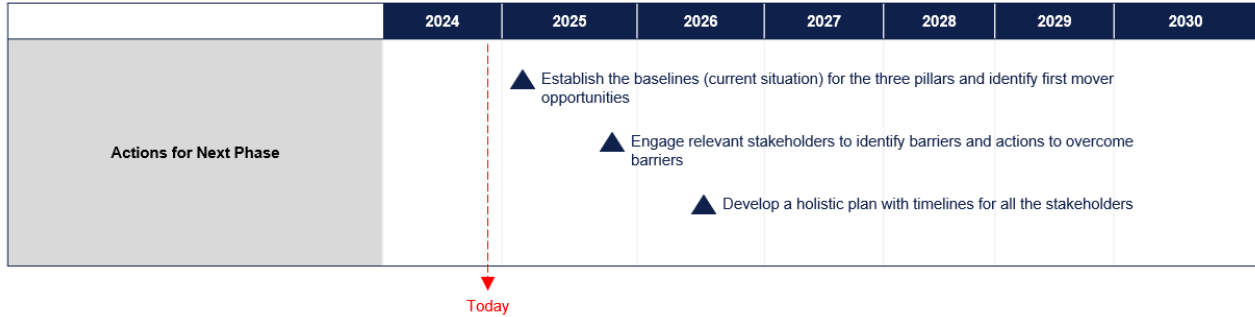 2024 2025 2026 2027 2028 2029 2030
Establish the baselines (current situation) for the three pillars and identify first mover
opportunities
Engage relevant stakeholders to identify barriers and actions to overcome
barriers
Actions for Next Phase
Develop a holistic plan with timelines for all the stakeholders
Today